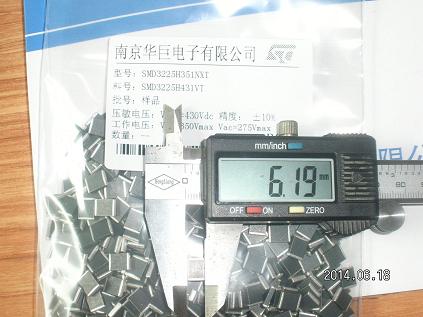 南京华巨电子有限公司
型号: SMD3225H351NXT
料号: SMD3225H431VT
批号: 样品
压敏电压: =430Vdc 精度: ±10%
工作电压: 350Vmax Vac=275Vmax
数量: 一
mm/inch
6.19 mm
OFF ON ZERO
2014.06.18